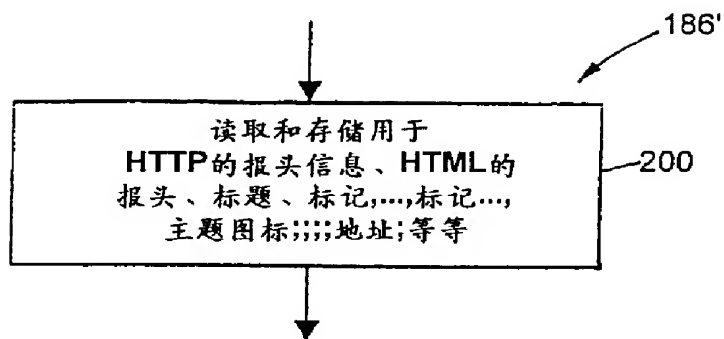 186'
读取和存储用于
HTTP的报头信息、HTML的
报头、标题、标记,...,标记...,
主题图标;;;;地址;等等
200